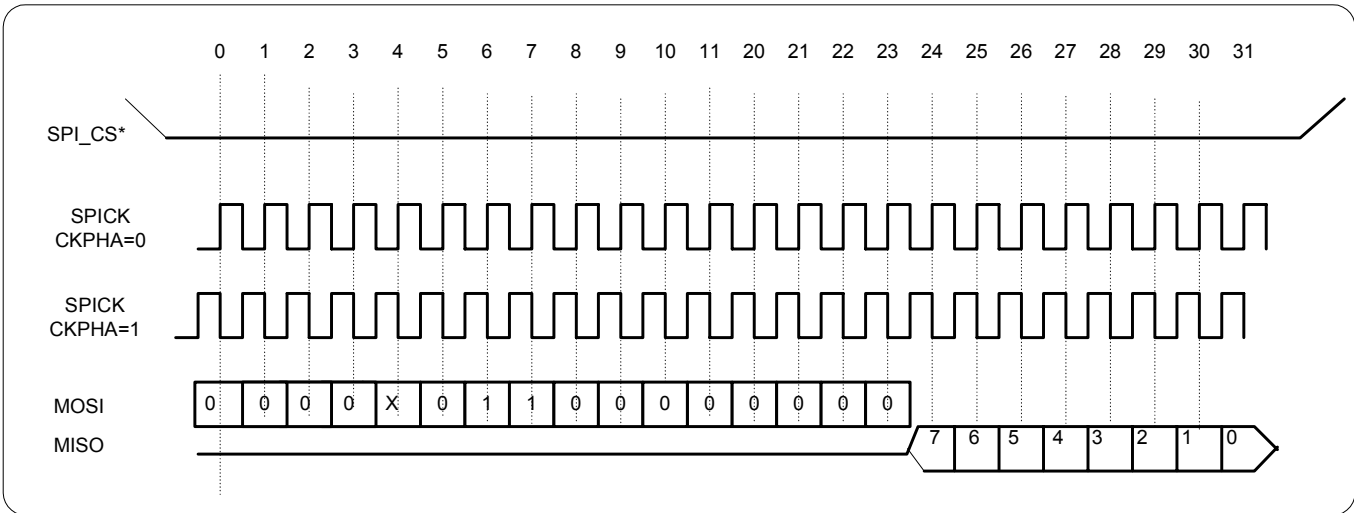 0 1 2 3 4 5 6 7 8 9 10 11 20 21 22 23 24 25 26 27 28 29 30 31
SPI_CS*
SPICK
CKPHA=0
SPICK
CKPHA=1
MOSI 0 0 0 0 X 0 1 1 0 0 0 0 0 0 0 0
MISO 7 6 5 4 3 2 1 0